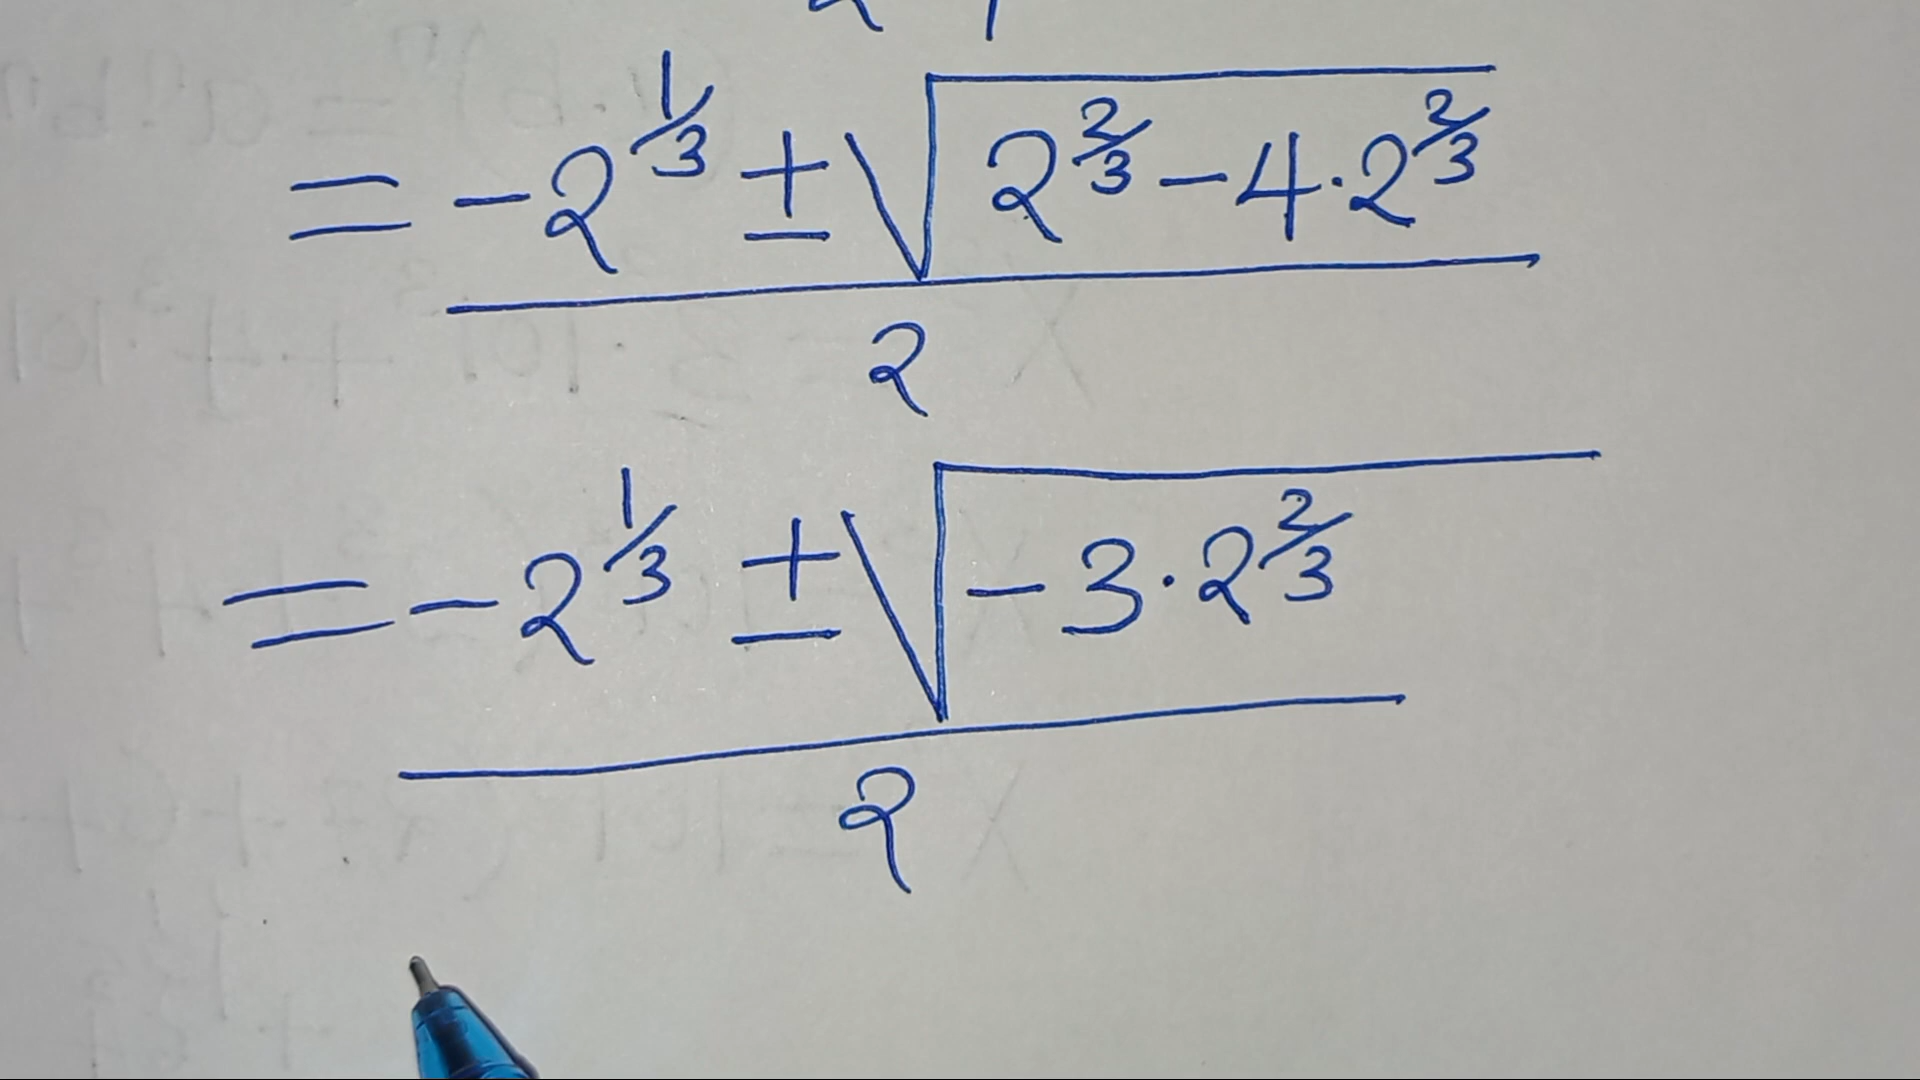 = -2^{1/3} ± √(2^{2/3} - 4·2^{2/3})
2
= -2^{1/3} ± √(-3·2^{2/3})
2